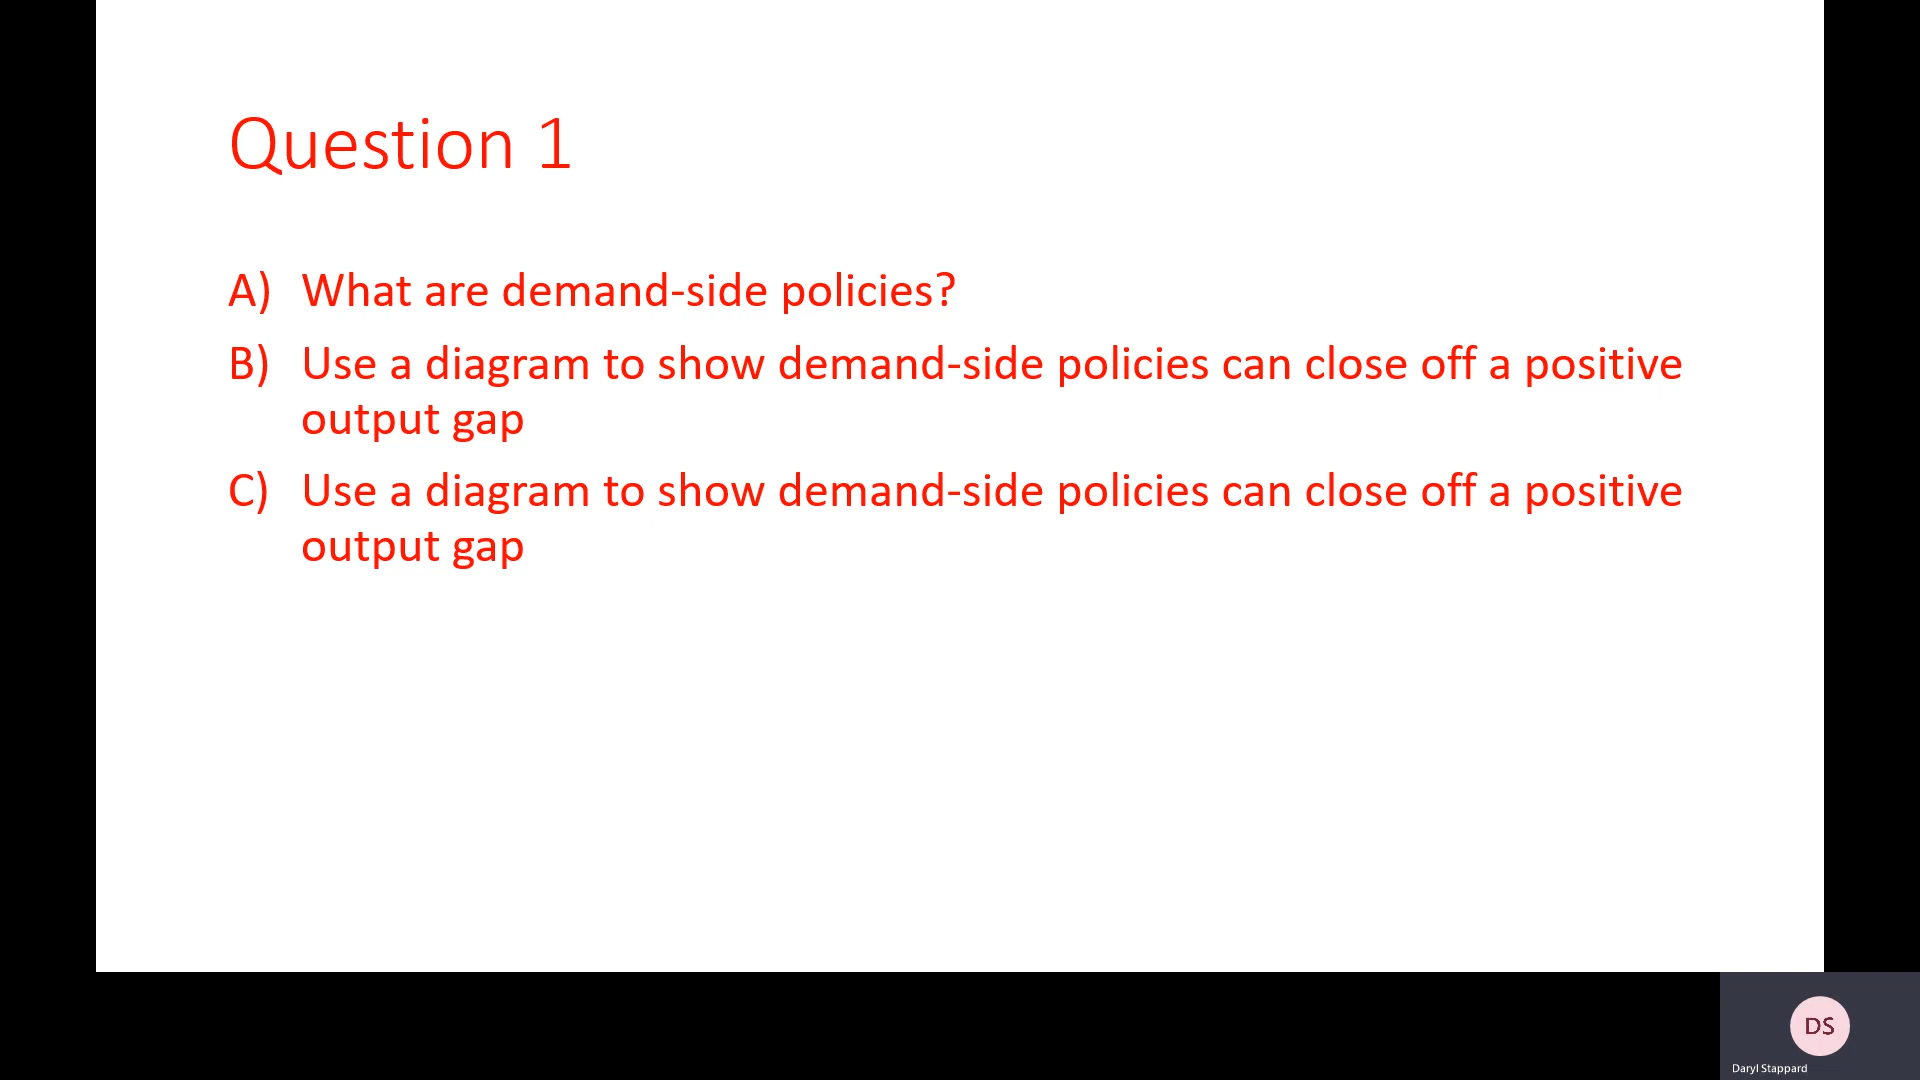 Question 1
A) What are demand-side policies?
B) Use a diagram to show demand-side policies can close off a positive
output gap
C) Use a diagram to show demand-side policies can close off a positive
output gap
DS
Daryl Stappard